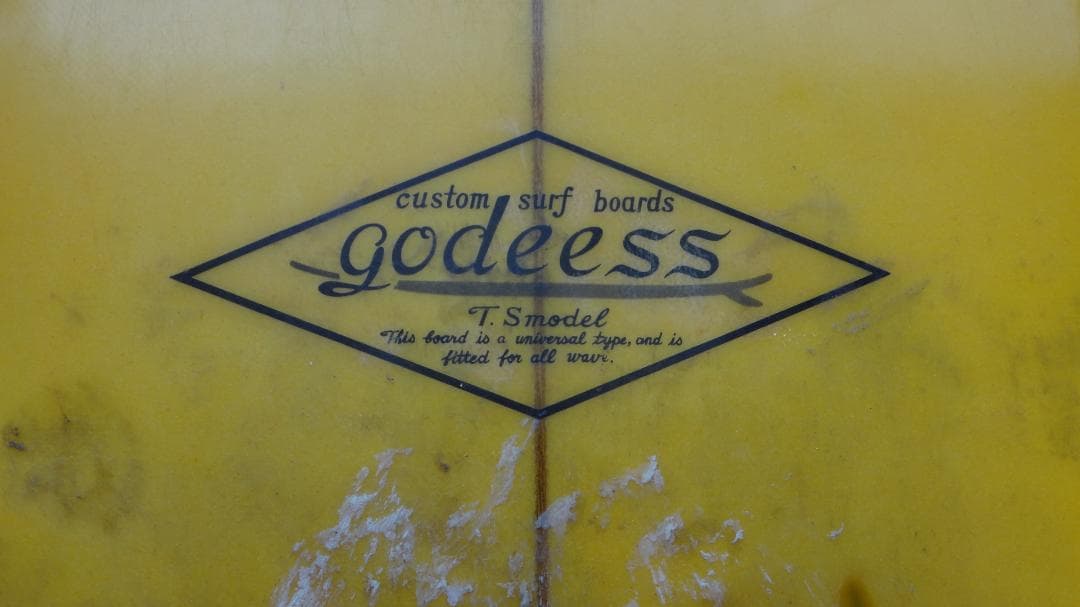 custom surf boards
godeess
T. Smodel
This board is a universal type, and is
fitted for all wave.